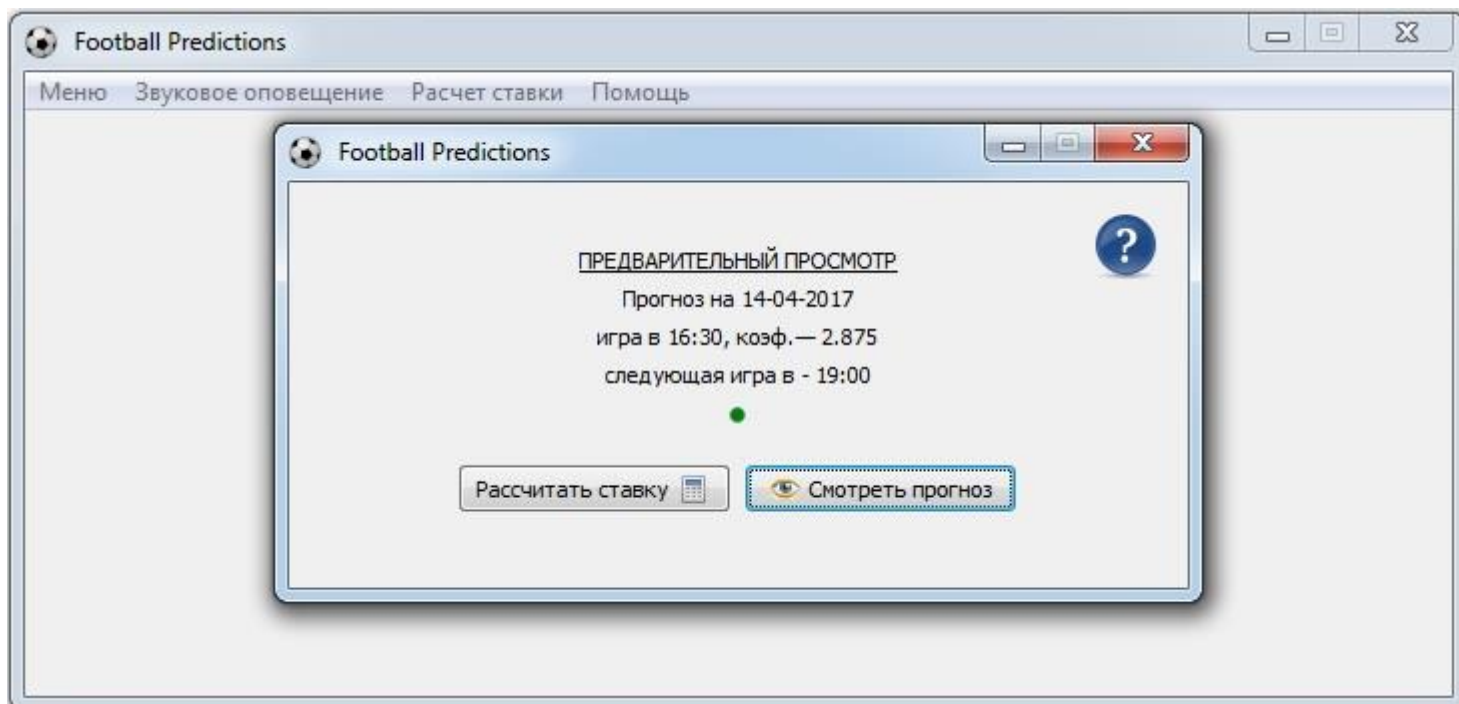 Football Predictions
Меню Звуковое оповещение Расчет ставки Помощь
Football Predictions
?
ПРЕДВАРИТЕЛЬНЫЙ ПРОСМОТР
Прогноз на 14-04-2017
игра в 16:30, коэф.— 2.875
следующая игра в - 19:00
Рассчитать ставку Смотреть прогноз